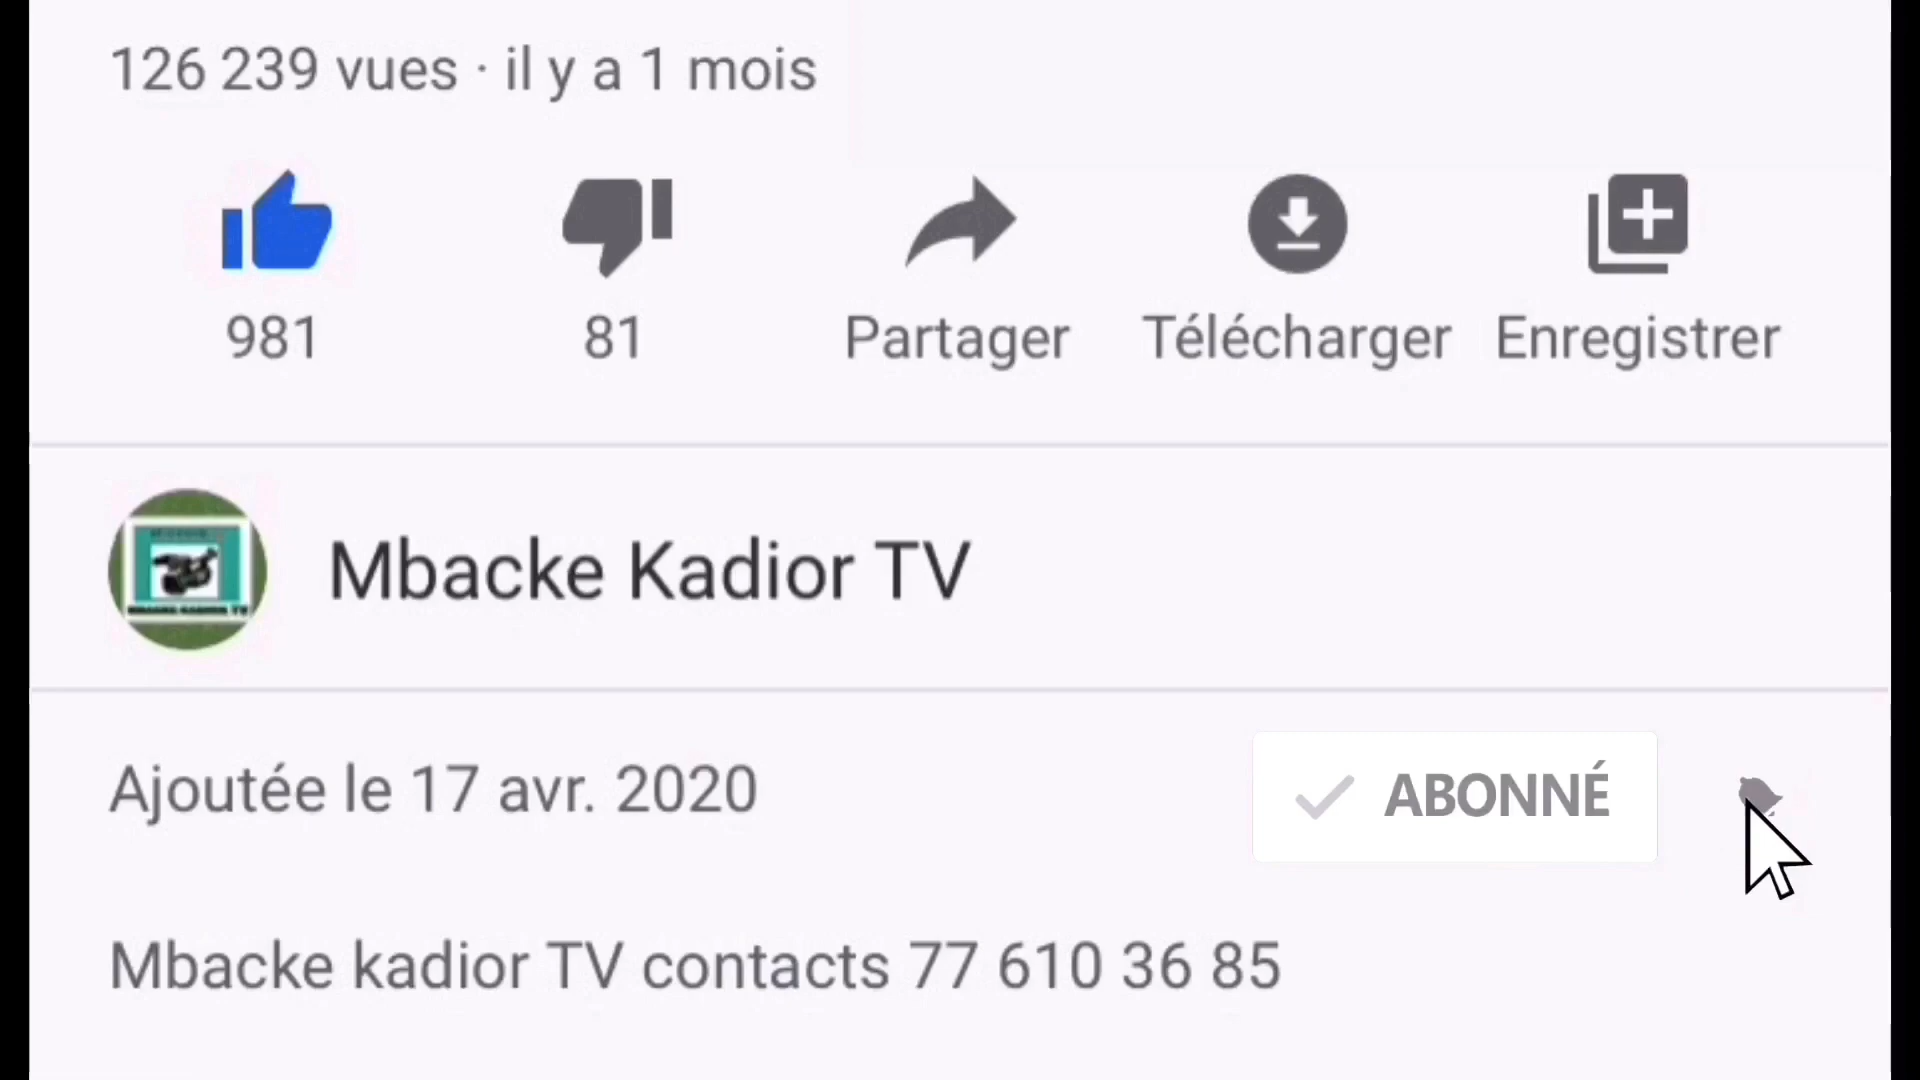 126 239 vues · il y a 1 mois
981
81
Partager
Télécharger
Enregistrer
Mbacke Kadior TV
Ajoutée le 17 avr. 2020
ABONNÉ
Mbacke kadior TV contacts 77 610 36 85